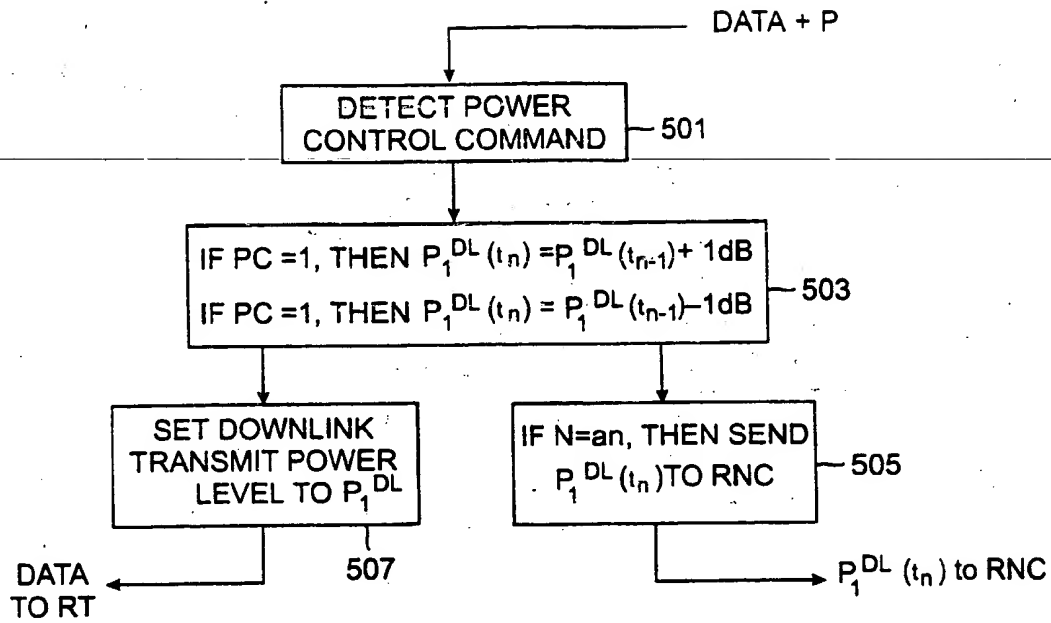 DATA + P
DETECT POWER
CONTROL COMMAND
501
IF PC =1, THEN P₁ᴰᴸ (tₙ) =P₁ᴰᴸ (tₙ₋₁)+ 1dB
IF PC =1, THEN P₁ᴰᴸ (tₙ) = P₁ᴰᴸ (tₙ₋₁)–1dB
503
SET DOWNLINK
TRANSMIT POWER
LEVEL TO P₁ᴰᴸ
507
IF N=an, THEN SEND
P₁ᴰᴸ (tₙ) TO RNC
505
DATA
TO RT
P₁ᴰᴸ (tₙ) to RNC